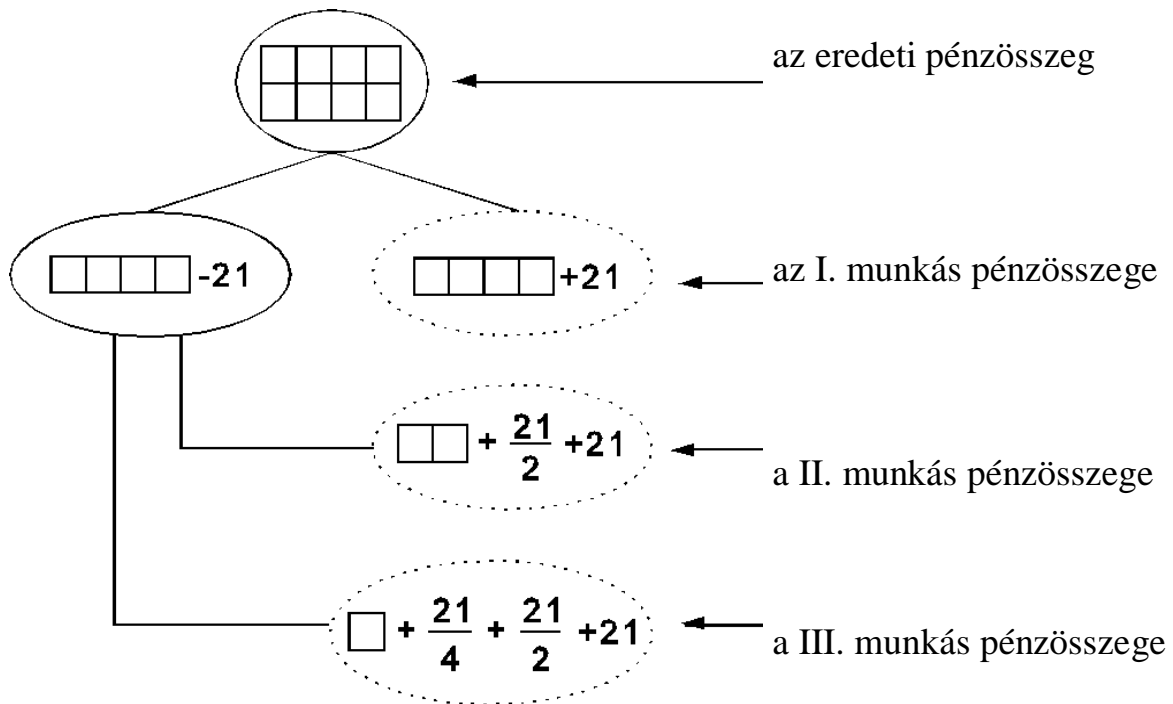 az eredeti pénzösszeg
-21
+21
az I. munkás pénzösszege
+ 21/2 +21
a II. munkás pénzösszege
+ 21/4 + 21/2 +21
a III. munkás pénzösszege